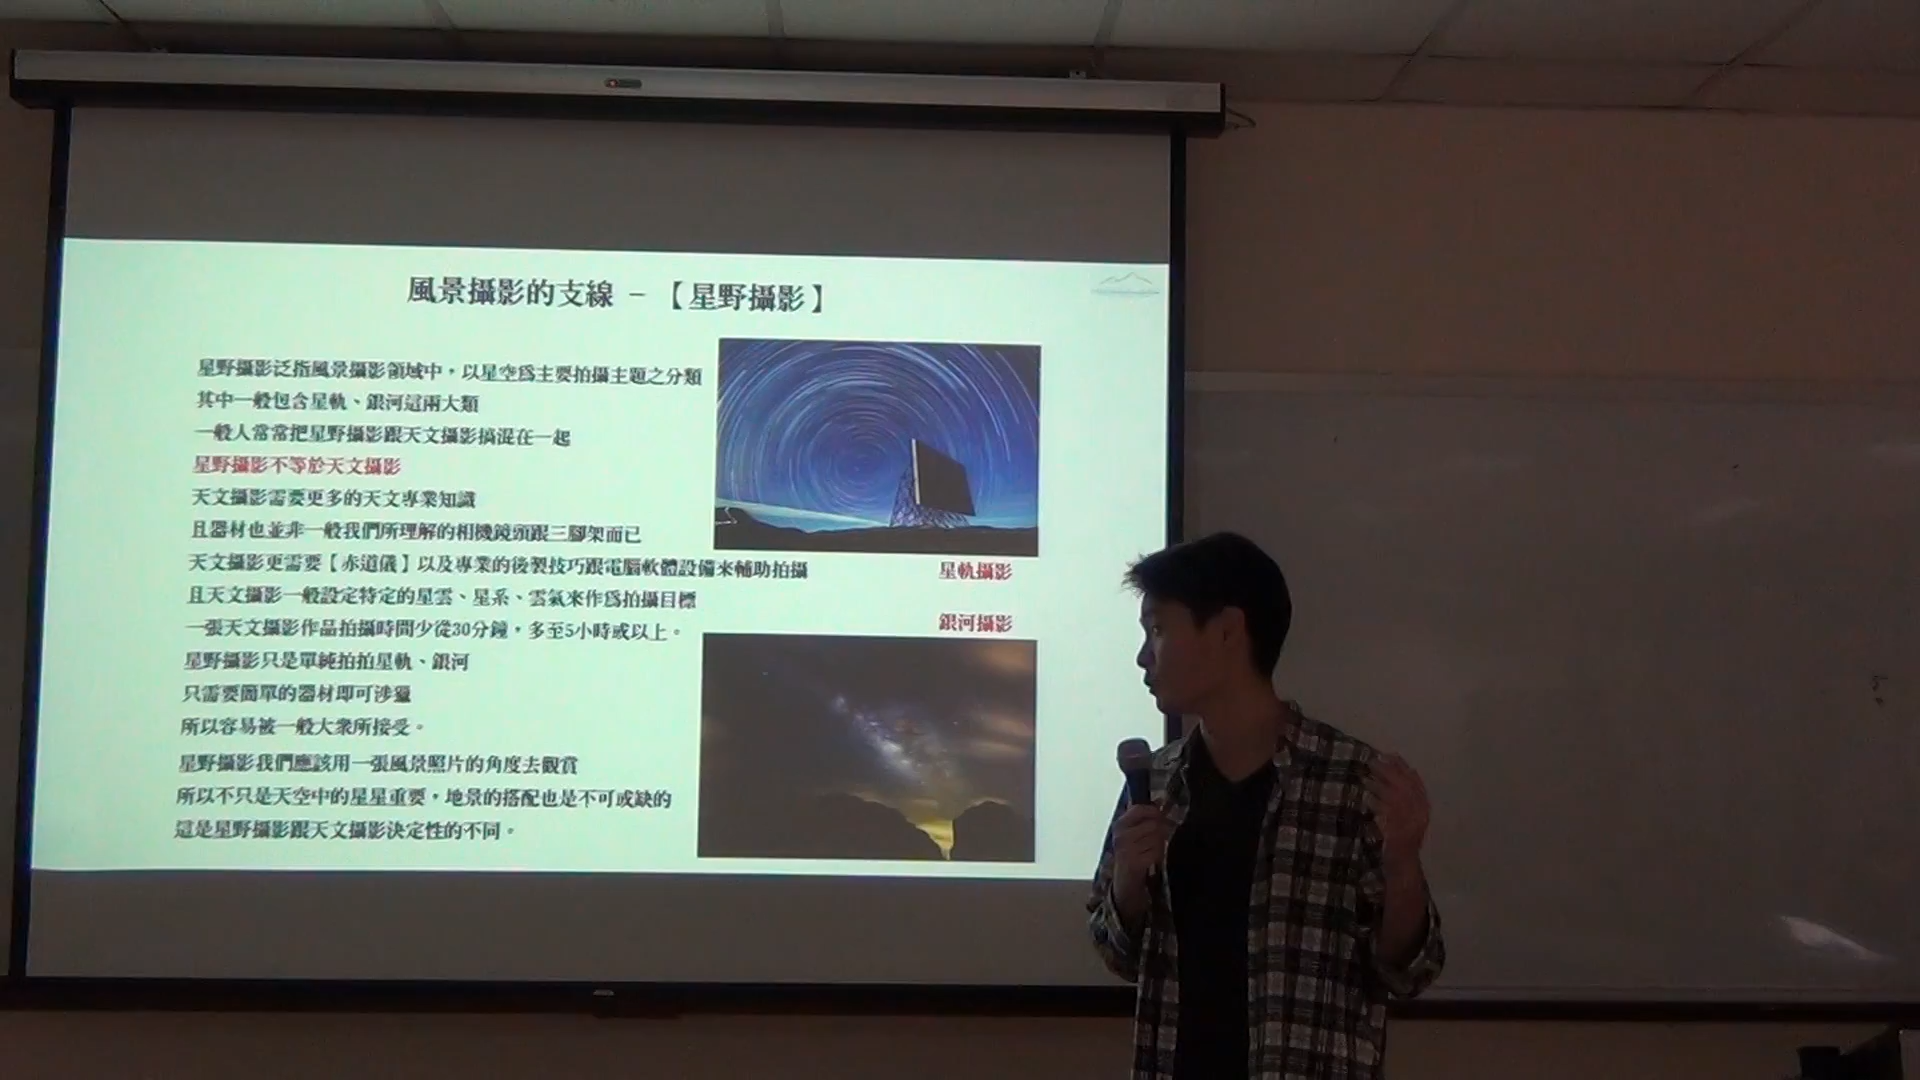 風景攝影的支線 - 【星野攝影】
星野攝影泛指風景攝影領域中，以星空為主要拍攝主題之分類
其中一般包含星軌、銀河這兩大類
一般人常常把星野攝影跟天文攝影搞混在一起
星野攝影不等於天文攝影
天文攝影需要更多的天文專業知識
且器材也並非一般我們所理解的相機鏡頭跟三腳架而已
天文攝影更需要【赤道儀】以及專業的後製技巧跟電腦軟體設備來輔助拍攝
且天文攝影一般設定特定的星雲、星系、雲氣來作為拍攝目標
一張天文攝影作品拍攝時間少從30分鐘，多至5小時或以上。
星野攝影只是單純拍拍星軌、銀河
只需要簡單的器材即可涉獵
所以容易被一般大眾所接受。
星野攝影我們應該用一張風景照片的角度去觀賞
所以不只是天空中的星星重要，地景的搭配也是不可或缺的
這是星野攝影跟天文攝影決定性的不同。
星軌攝影
銀河攝影